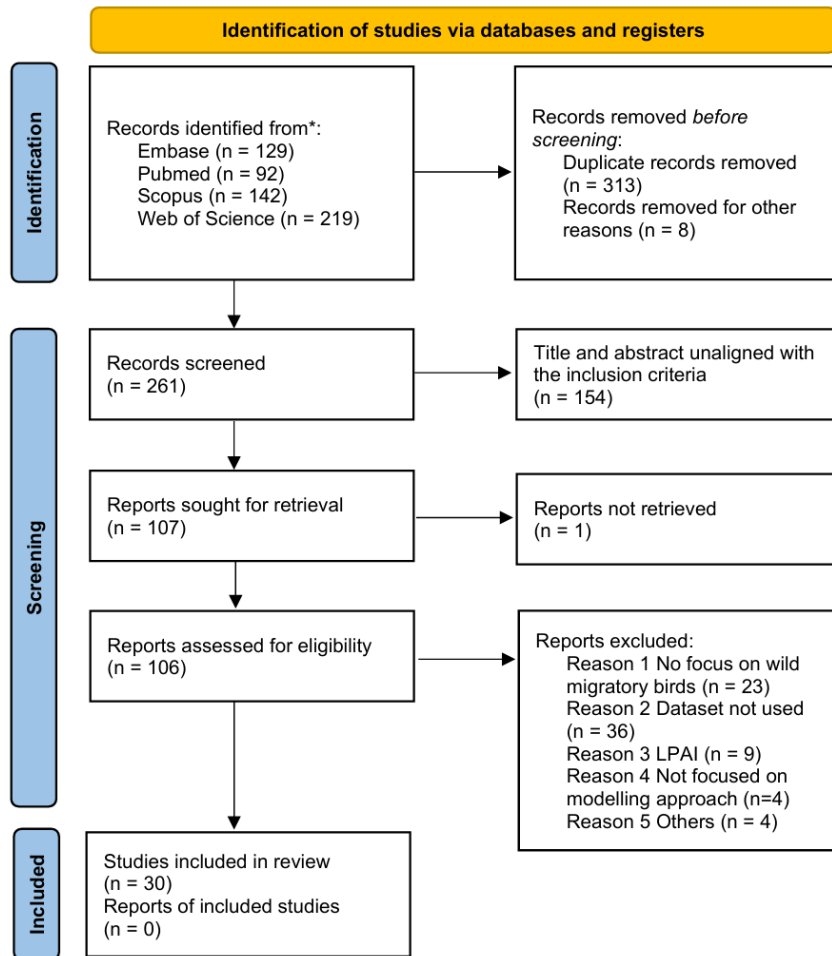 Identification of studies via databases and registers
Identification
Records identified from*:
Embase (n = 129)
Pubmed (n = 92)
Scopus (n = 142)
Web of Science (n = 219)
Records removed before
screening:
Duplicate records removed
(n = 313)
Records removed for other
reasons (n = 8)
Screening
Records screened
(n = 261)
Title and abstract unaligned with
the inclusion criteria
(n = 154)
Reports sought for retrieval
(n = 107)
Reports not retrieved
(n = 1)
Reports assessed for eligibility
(n = 106)
Reports excluded:
Reason 1 No focus on wild
migratory birds (n = 23)
Reason 2 Dataset not used
(n = 36)
Reason 3 LPAI (n = 9)
Reason 4 Not focused on
modelling approach (n=4)
Reason 5 Others (n = 4)
Included
Studies included in review
(n = 30)
Reports of included studies
(n = 0)